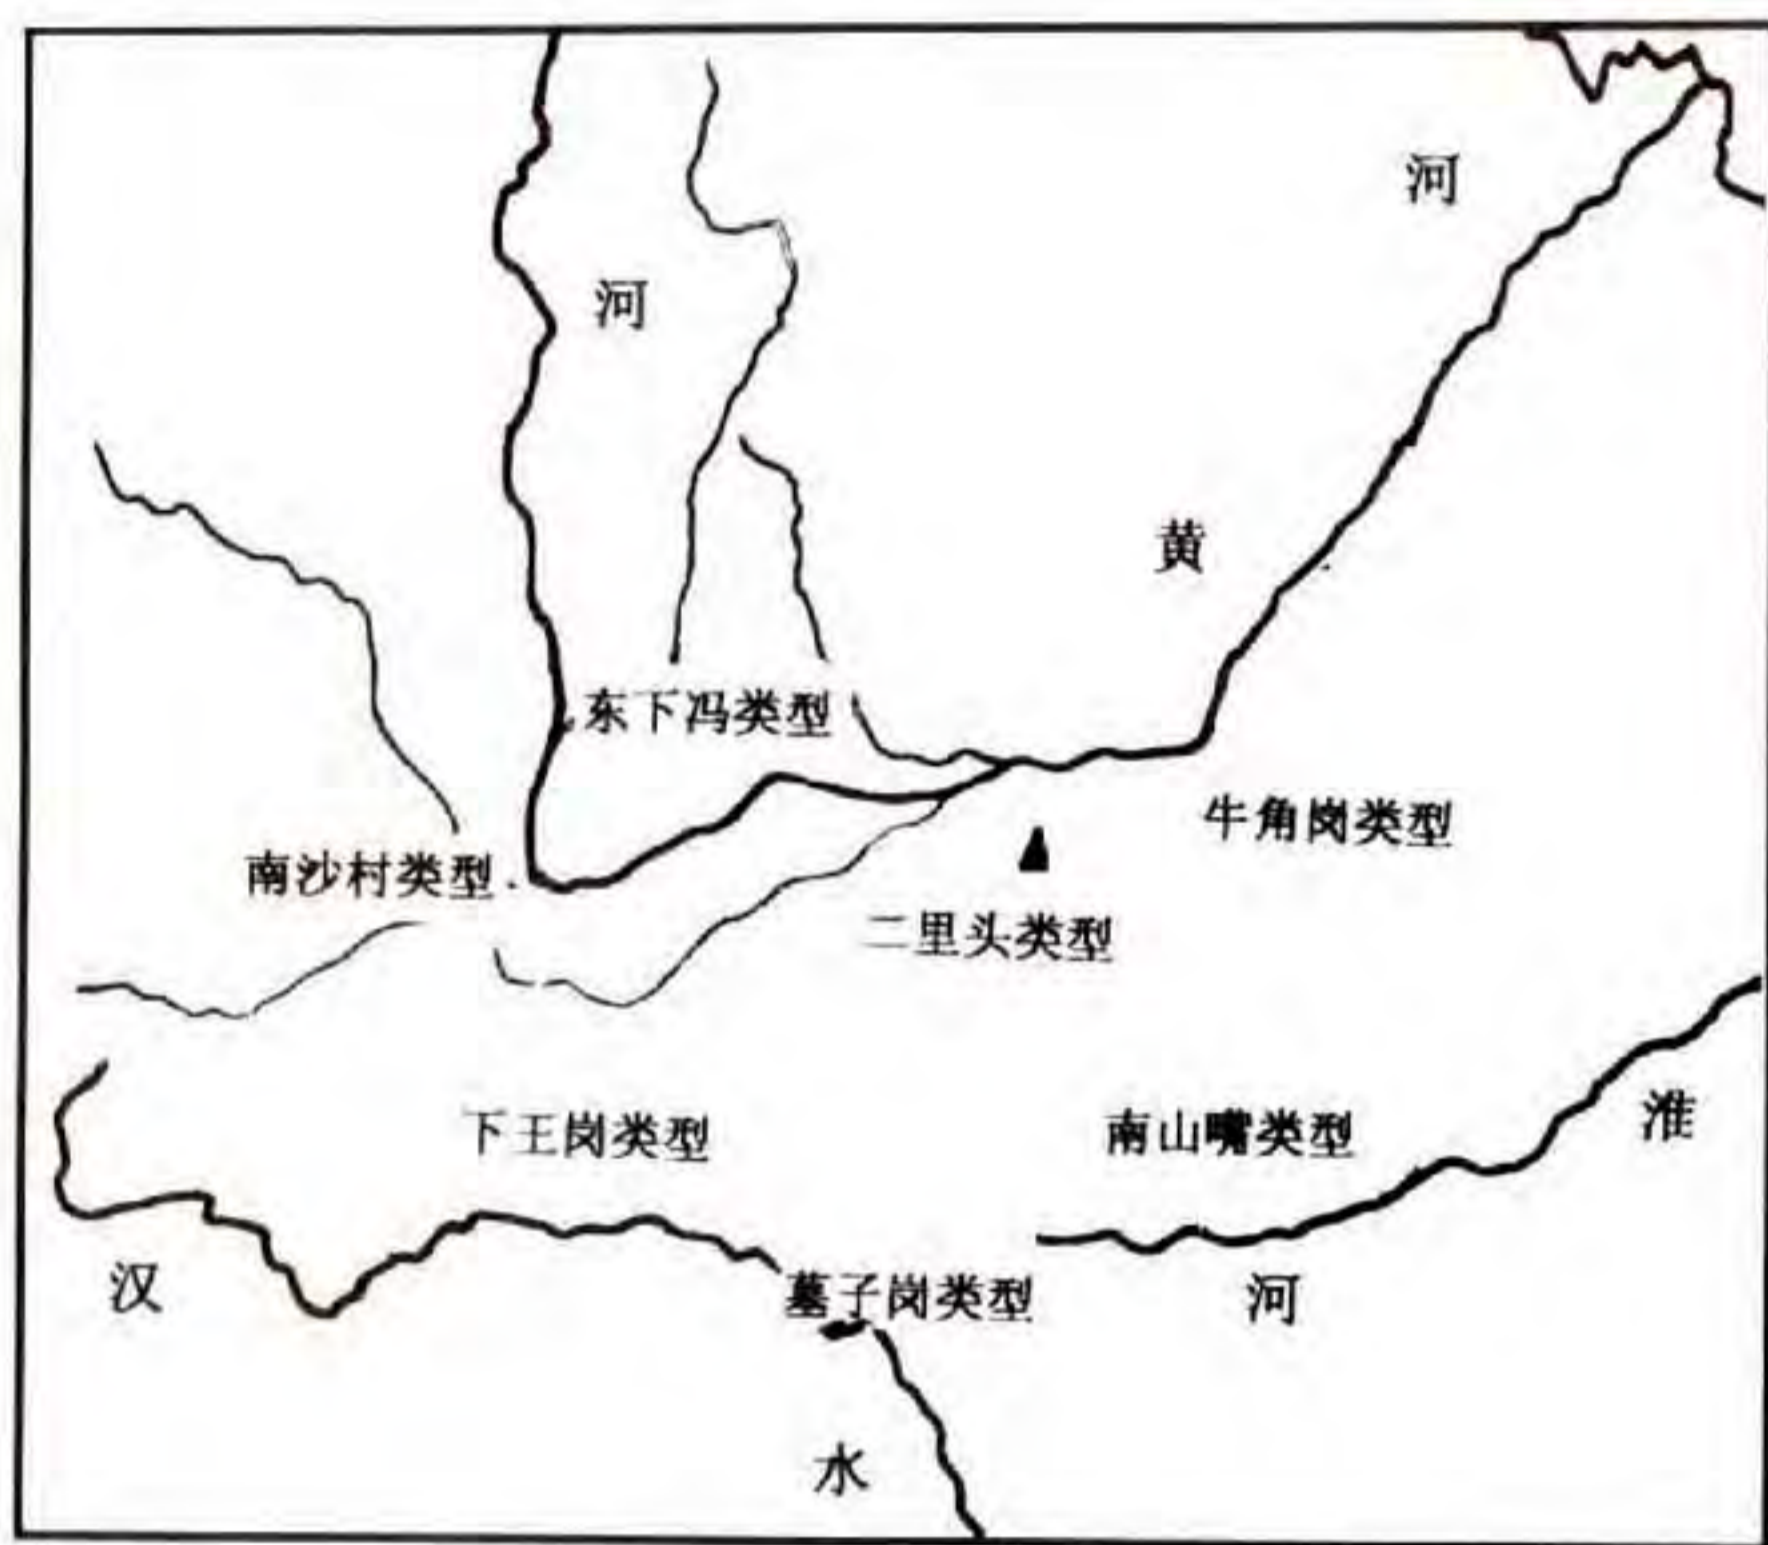 河
河
黄
东下冯类型
牛角岗类型
南沙村类型
二里头类型
下王岗类型
南山嘴类型
淮
汉
墓子岗类型
河
水